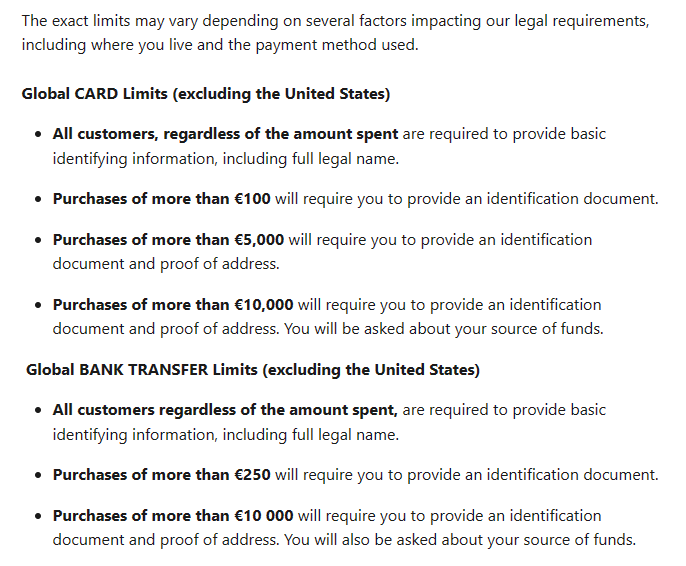 The exact limits may vary depending on several factors impacting our legal requirements,
including where you live and the payment method used.
Global CARD Limits (excluding the United States)
• All customers, regardless of the amount spent are required to provide basic
identifying information, including full legal name.
• Purchases of more than €100 will require you to provide an identification document.
• Purchases of more than €5,000 will require you to provide an identification
document and proof of address.
• Purchases of more than €10,000 will require you to provide an identification
document and proof of address. You will be asked about your source of funds.
Global BANK TRANSFER Limits (excluding the United States)
• All customers regardless of the amount spent, are required to provide basic
identifying information, including full legal name.
• Purchases of more than €250 will require you to provide an identification document.
• Purchases of more than €10 000 will require you to provide an identification
document and proof of address. You will also be asked about your source of funds.